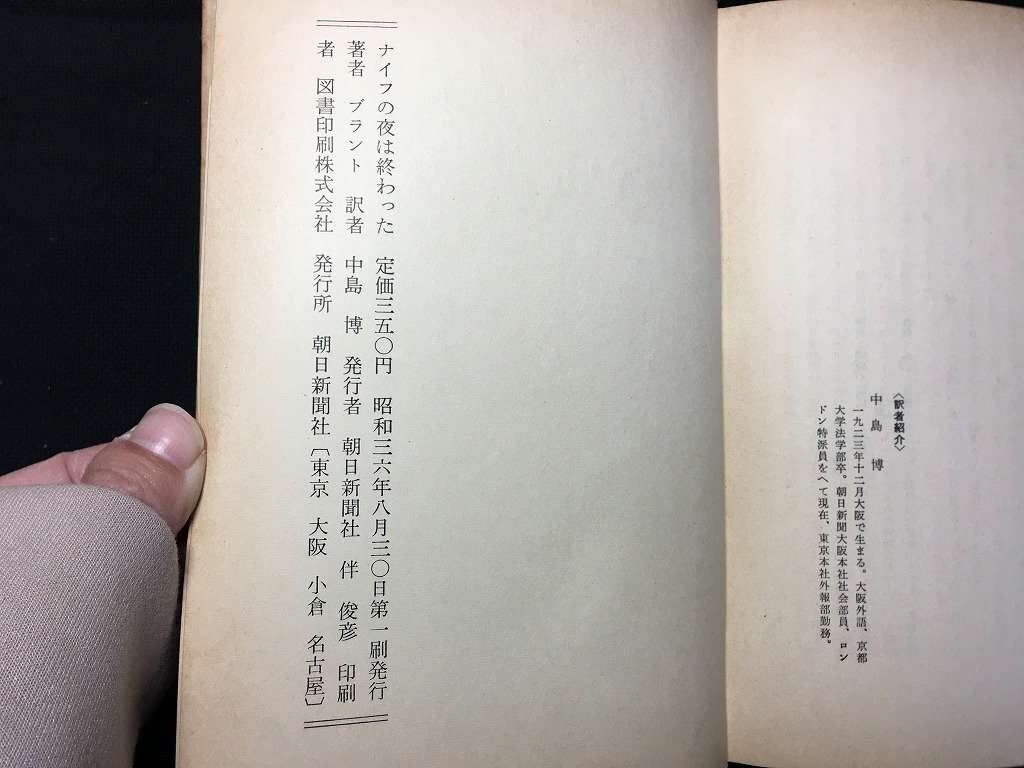 〈訳者紹介〉
中島 博
一九二三年十二月大阪で生まる。大阪外語、京都
大学法学部卒。朝日新聞大阪本社社会部員、ロン
ドン特派員をへて現在、東京本社外報部勤務。
ナイフの夜は終わった 定価三五〇円 昭和三六年八月三〇日第一刷発行
著者 ブラント 訳者 中島 博 発行者 朝日新聞社 伴 俊彦 印刷
者 図書印刷株式会社 発行所 朝日新聞社〔東京 大阪 小倉 名古屋〕